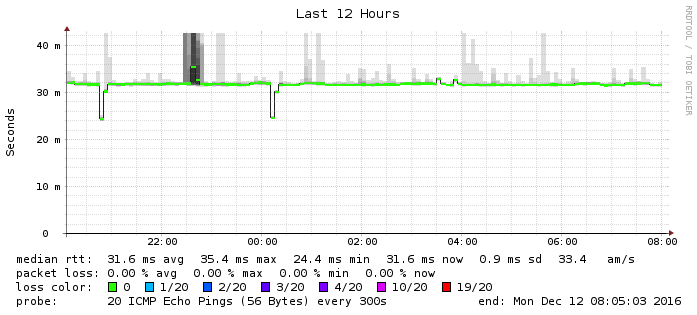 Last 12 Hours
RRDTOOL / TOBI OETIKER
Seconds
40 m
30 m
20 m
10 m
0
22:00 00:00 02:00 04:00 06:00 08:00
median rtt: 31.6 ms avg 35.4 ms max 24.4 ms min 31.6 ms now 0.9 ms sd 33.4 am/s
packet loss: 0.00 % avg 0.00 % max 0.00 % min 0.00 % now
loss color: 0 1/20 2/20 3/20 4/20 10/20 19/20
probe: 20 ICMP Echo Pings (56 Bytes) every 300s end: Mon Dec 12 08:05:03 2016